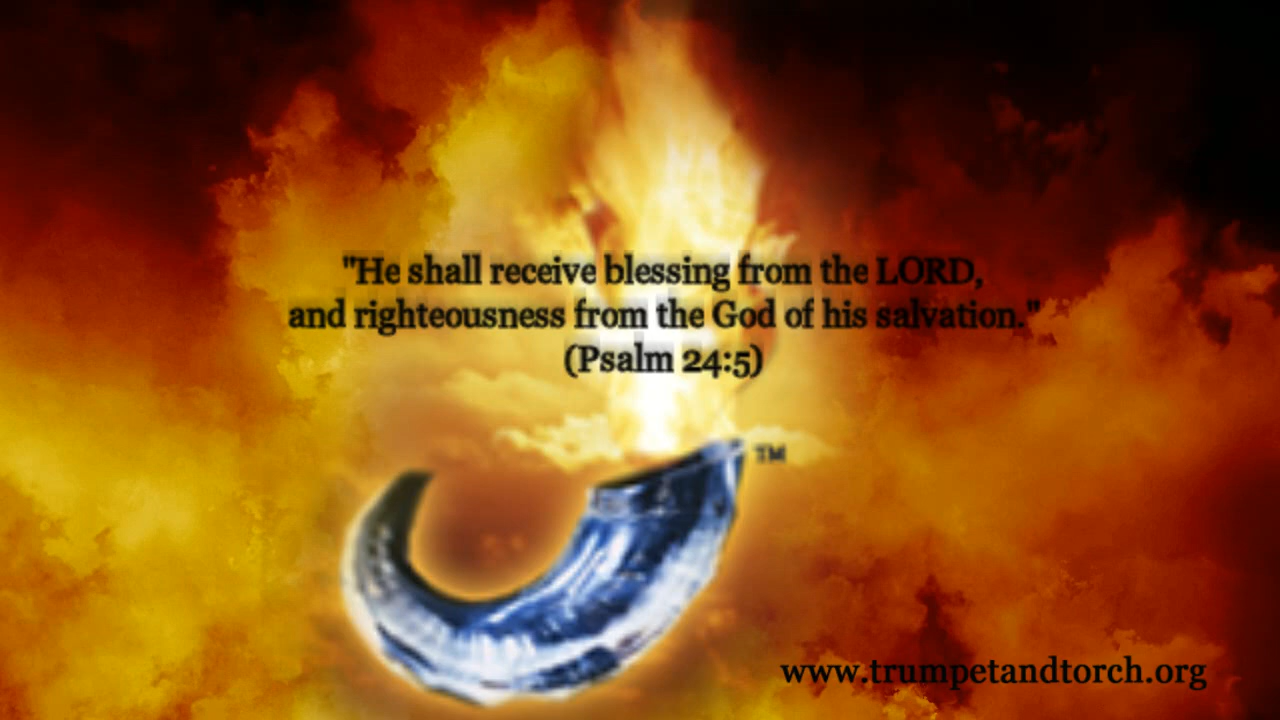 "He shall receive blessing from the LORD,
and righteousness from the God of his salvation."
(Psalm 24:5)
TM
www.trumpetandtorch.org